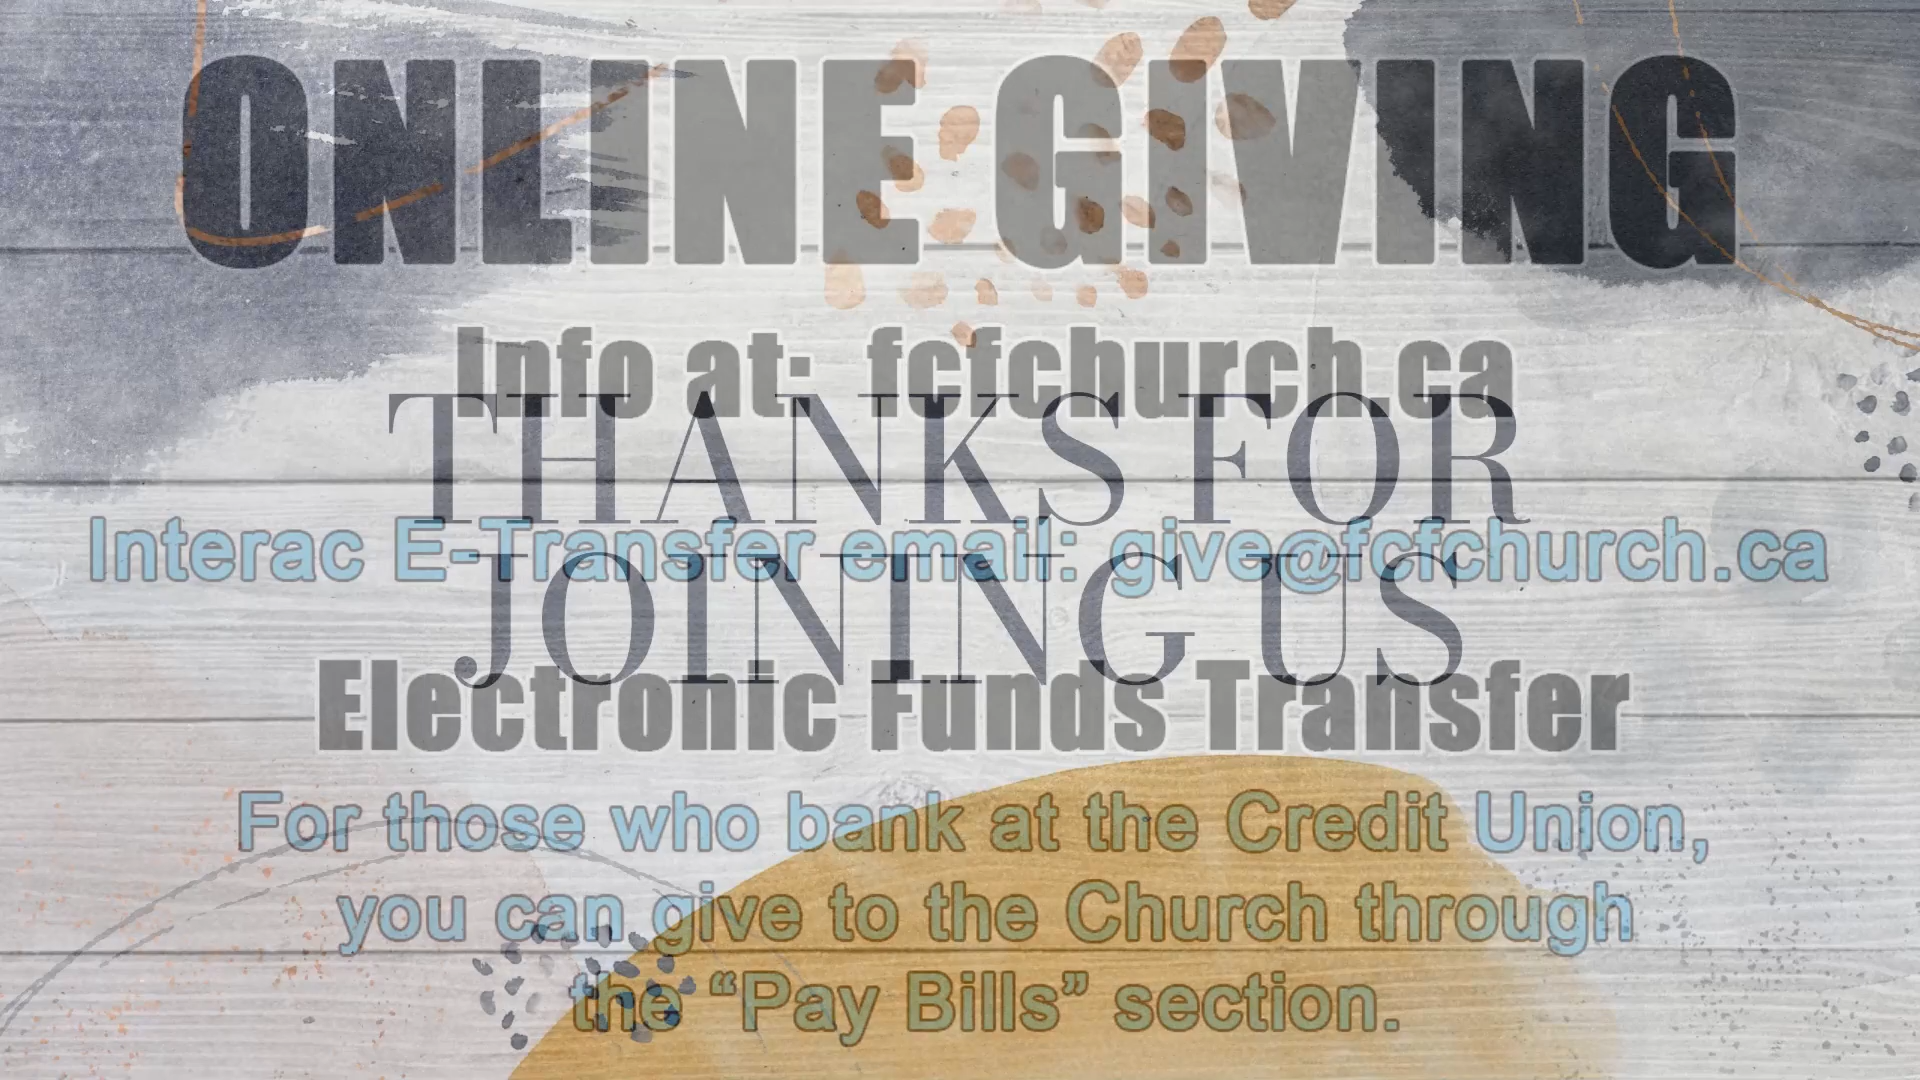 ONLINE GIVING
Info at: fcfchurch.ca
THANKS FOR
Interac E-Transfer email: give@fcfchurch.ca
JOINING US
Electronic Funds Transfer
For those who bank at the Credit Union,
you can give to the Church through
the “Pay Bills” section.